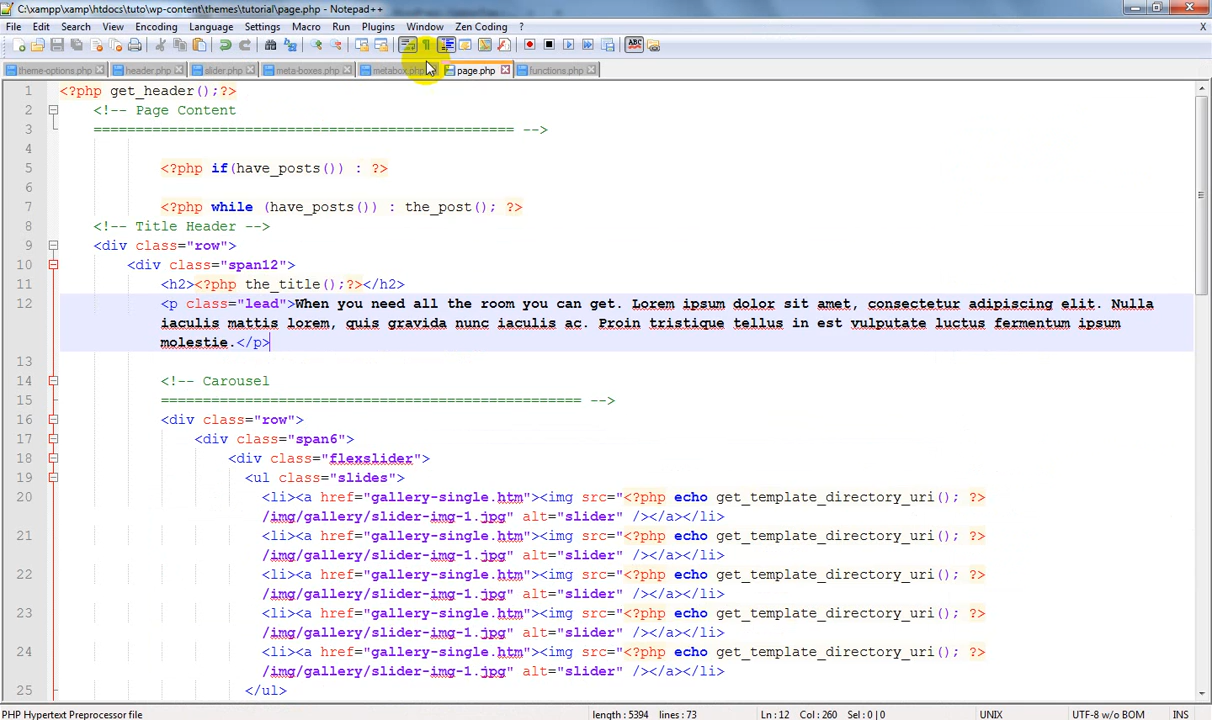 C:\xampp\xamp\htdocs\tuto\wp-content\themes\tutorial\page.php - Notepad++
File Edit Search View Encoding Language Settings Macro Run Plugins Window Zen Coding ?
theme-options.php header.php slider.php meta-boxes.php metabox.php page.php functions.php
1 <?php get_header();?>
2 <!-- Page Content
3 ================================================== -->
4
5 <?php if(have_posts()) : ?>
6
7 <?php while (have_posts()) : the_post(); ?>
8 <!-- Title Header -->
9 <div class="row">
10 <div class="span12">
11 <h2><?php the_title();?></h2>
12 <p class="lead">When you need all the room you can get. Lorem ipsum dolor sit amet, consectetur adipiscing elit. Nulla
iaculis mattis lorem, quis gravida nunc iaculis ac. Proin tristique tellus in est vulputate luctus fermentum ipsum
molestie.</p>
13
14 <!-- Carousel
15 ================================================== -->
16 <div class="row">
17 <div class="span6">
18 <div class="flexslider">
19 <ul class="slides">
20 <li><a href="gallery-single.htm"><img src="<?php echo get_template_directory_uri(); ?>
/img/gallery/slider-img-1.jpg" alt="slider" /></a></li>
21 <li><a href="gallery-single.htm"><img src="<?php echo get_template_directory_uri(); ?>
/img/gallery/slider-img-1.jpg" alt="slider" /></a></li>
22 <li><a href="gallery-single.htm"><img src="<?php echo get_template_directory_uri(); ?>
/img/gallery/slider-img-1.jpg" alt="slider" /></a></li>
23 <li><a href="gallery-single.htm"><img src="<?php echo get_template_directory_uri(); ?>
/img/gallery/slider-img-1.jpg" alt="slider" /></a></li>
24 <li><a href="gallery-single.htm"><img src="<?php echo get_template_directory_uri(); ?>
/img/gallery/slider-img-1.jpg" alt="slider" /></a></li>
25 </ul>
PHP Hypertext Preprocessor file length : 5394 lines : 73 Ln : 12 Col : 260 Sel : 0 | 0 UNIX UTF-8 w/o BOM INS